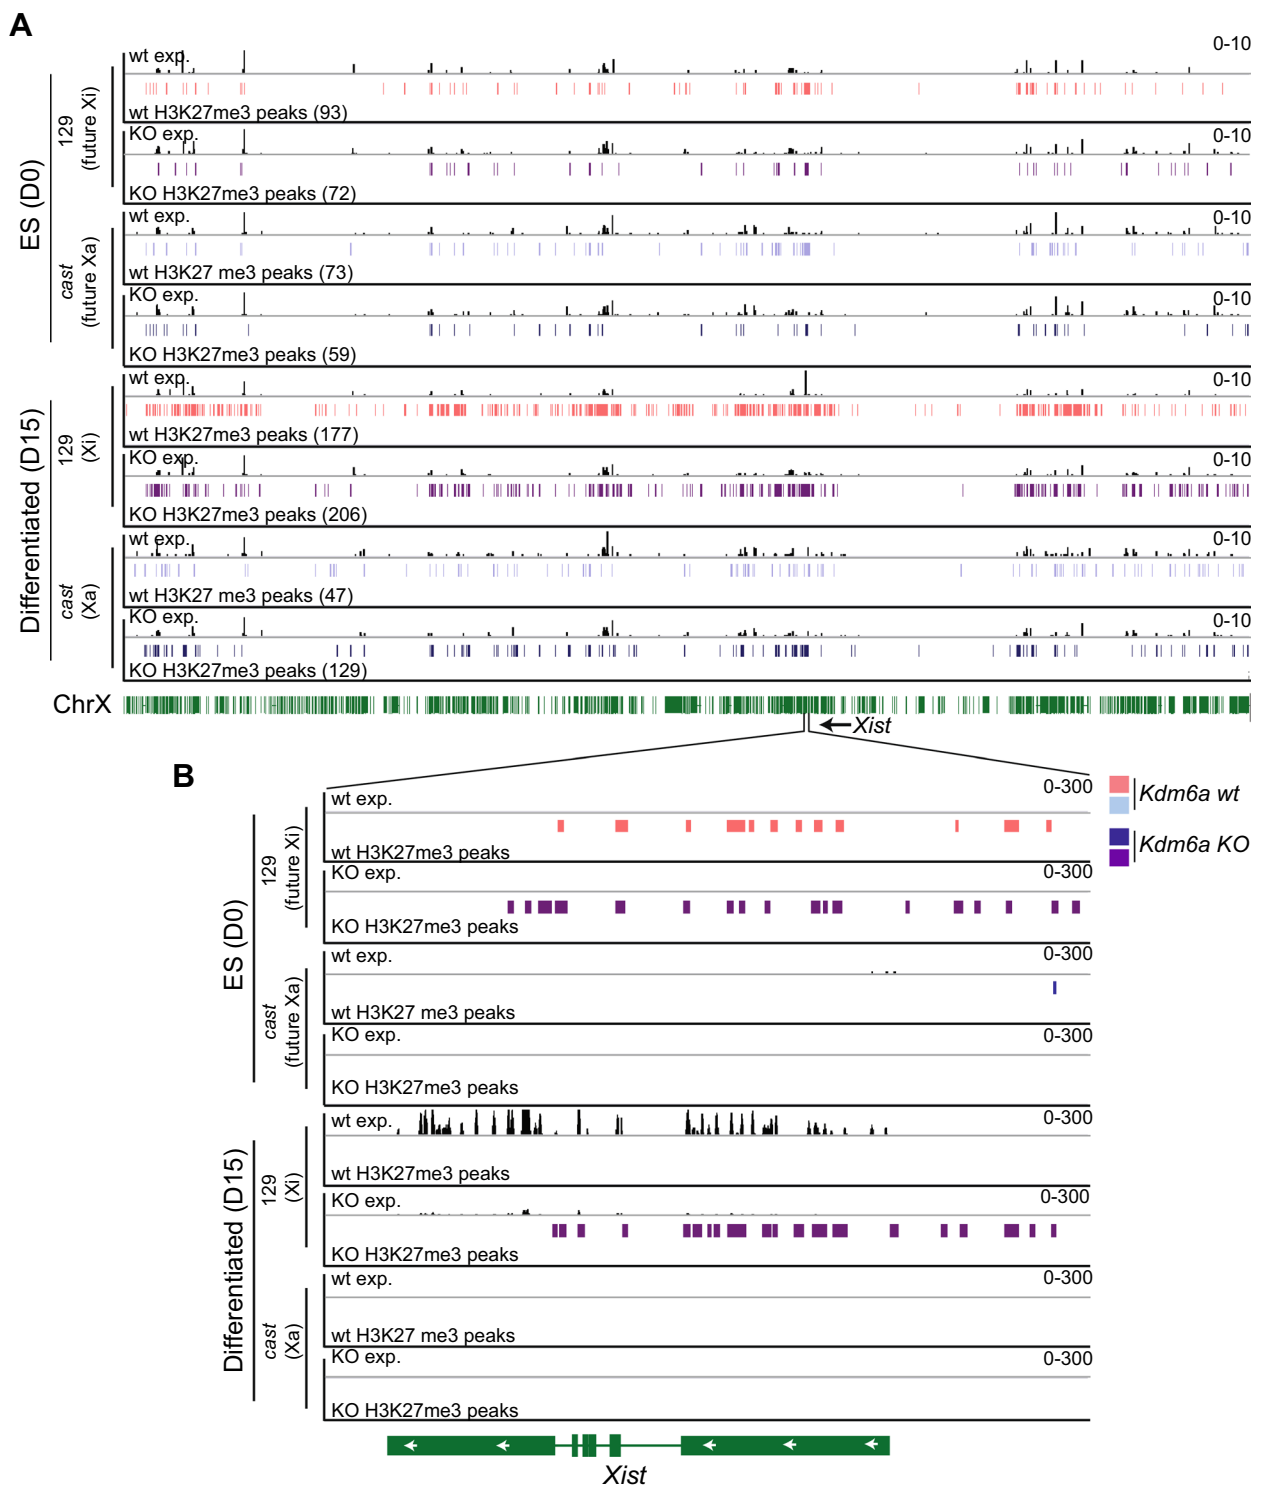 A
wt exp.
0-10
wt H3K27me3 peaks (93)
KO exp.
0-10
KO H3K27me3 peaks (72)
129
(future Xi)
wt exp.
0-10
wt H3K27 me3 peaks (73)
KO exp.
0-10
KO H3K27me3 peaks (59)
cast
(future Xa)
ES (D0)
wt exp.
0-10
wt H3K27me3 peaks (177)
KO exp.
0-10
KO H3K27me3 peaks (206)
129
(Xi)
wt exp.
0-10
wt H3K27 me3 peaks (47)
KO exp.
0-10
KO H3K27me3 peaks (129)
cast
(Xa)
Differentiated (D15)
ChrX
Xist
B
wt exp.
0-300
wt H3K27me3 peaks
KO exp.
0-300
KO H3K27me3 peaks
129
(future Xi)
wt exp.
0-300
wt H3K27 me3 peaks
KO exp.
0-300
KO H3K27me3 peaks
cast
(future Xa)
ES (D0)
wt exp.
0-300
wt H3K27me3 peaks
KO exp.
0-300
KO H3K27me3 peaks
129
(Xi)
wt exp.
0-300
wt H3K27 me3 peaks
KO exp.
0-300
KO H3K27me3 peaks
cast
(Xa)
Differentiated (D15)
Kdm6a wt
Kdm6a KO
Xist